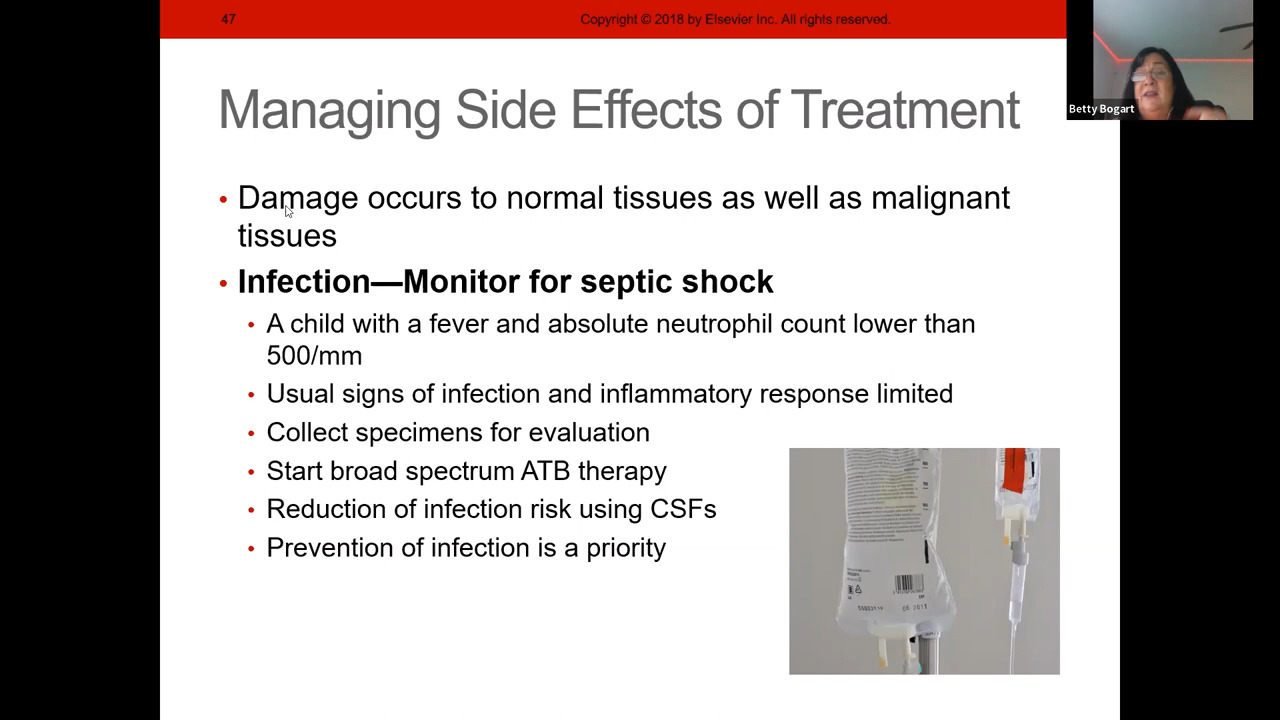 47
Copyright © 2018 by Elsevier Inc. All rights reserved.
Betty Bogart
Managing Side Effects of Treatment
• Damage occurs to normal tissues as well as malignant
tissues
• Infection—Monitor for septic shock
• A child with a fever and absolute neutrophil count lower than
500/mm
• Usual signs of infection and inflammatory response limited
• Collect specimens for evaluation
• Start broad spectrum ATB therapy
• Reduction of infection risk using CSFs
• Prevention of infection is a priority